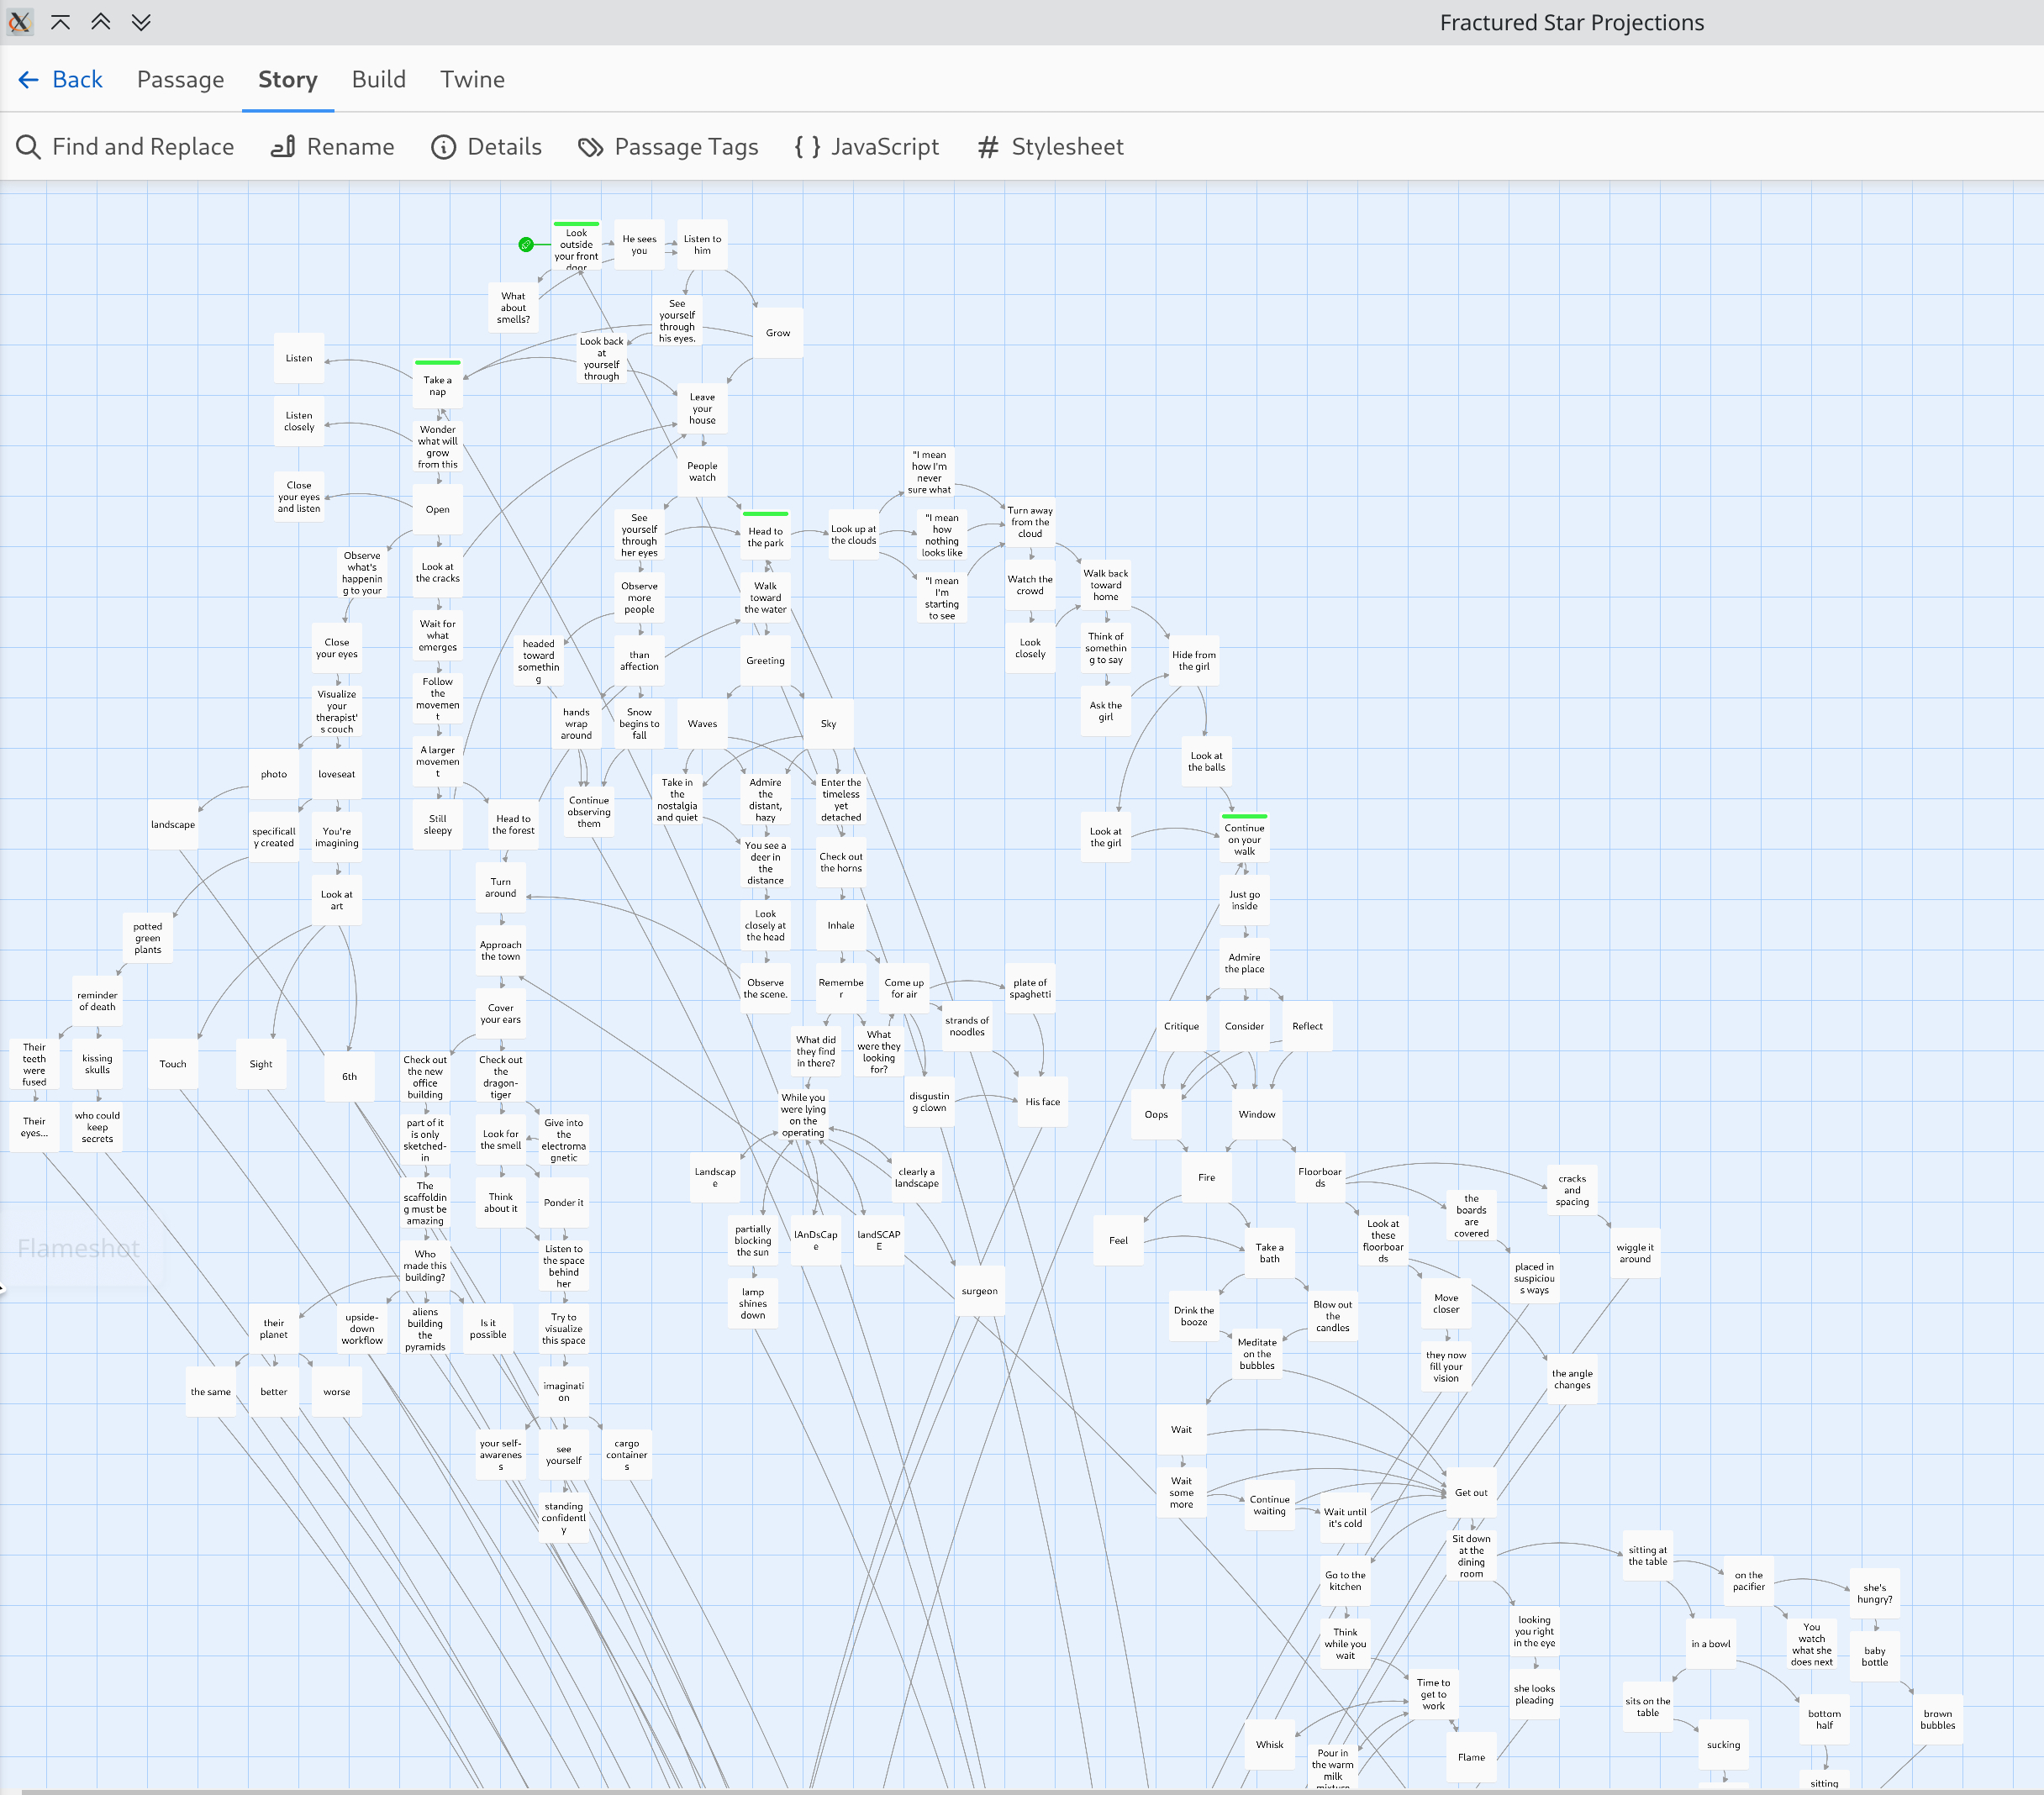 Fractured Star Projections
Back Passage Story Build Twine
Find and Replace Rename Details Passage Tags JavaScript Stylesheet
Look
outside
your front
door
He sees
you
Listen to
him
What
about
smells?
See
yourself
through
his eyes.
Grow
Look back
at
yourself
through
Listen
Take a
nap
Leave
your
house
Listen
closely
Wonder
what will
grow
from this
People
watch
"I mean
how I'm
never
sure what
Close
your eyes
and listen
Open
See
yourself
through
her eyes
Head to
the park
Look up at
the clouds
"I mean
how
nothing
looks like
Turn away
from the
cloud
Observe
what's
happenin
g to your
Look at
the cracks
Observe
more
people
Walk
toward
the water
"I mean
I'm
starting
to see
Watch the
crowd
Walk back
toward
home
Close
your eyes
Wait for
what
emerges
headed
toward
somethin
g
than
affection
Greeting
Look
closely
Think of
somethin
g to say
Hide from
the girl
Visualize
your
therapist'
s couch
Follow
the
movemen
t
hands
wrap
around
Snow
begins to
fall
Waves
Sky
Ask the
girl
photo
loveseat
A larger
movemen
t
Look at
the balls
Take in
the
nostalgia
and quiet
Admire
the
distant,
hazy
Enter the
timeless
yet
detached
landscape
specificall
y created
You're
imagining
Still
sleepy
Head to
the forest
Continue
observing
them
Look at
the girl
Continue
on your
walk
You see a
deer in
the
distance
Check out
the horns
Look at
art
Turn
around
Just go
inside
potted
green
plants
Approach
the town
Look
closely at
the head
Inhale
Admire
the place
reminder
of death
Cover
your ears
Observe
the scene.
Remembe
r
Come up
for air
plate of
spaghetti
strands of
noodles
Critique
Consider
Reflect
Their
teeth
were
fused
kissing
skulls
Touch
Sight
6th
Check out
the new
office
building
Check out
the
dragon-
tiger
What did
they find
in there?
What
were they
looking
for?
Their
eyes...
who could
keep
secrets
part of it
is only
sketched-
in
Look for
the smell
Give into
the
electroma
gnetic
While you
were lying
on the
operating
disgustin
g clown
His face
Oops
Window
The
scaffoldin
g must be
amazing
Think
about it
Ponder it
Landscap
e
clearly a
landscape
Fire
Floorboar
ds
cracks
and
spacing
the
boards
are
covered
Flameshot
Who
made this
building?
Listen to
the space
behind
her
partially
blocking
the sun
lAnDsCap
e
landSCAP
E
Feel
Take a
bath
Look at
these
floorboar
ds
wiggle it
around
placed in
suspiciou
s ways
their
planet
upside-
down
workflow
aliens
building
the
pyramids
Is it
possible
Try to
visualize
this space
lamp
shines
down
surgeon
Drink the
booze
Blow out
the
candles
Move
closer
Meditate
on the
bubbles
they now
fill your
vision
the angle
changes
the same
better
worse
imaginati
on
Wait
your self-
awarenes
s
see
yourself
cargo
container
s
Wait
some
more
Continue
waiting
Wait until
it's cold
Get out
standing
confidentl
y
Sit down
at the
dining
room
sitting at
the table
Go to the
kitchen
on the
pacifier
she's
hungry?
Think
while you
wait
looking
you right
in the eye
in a bowl
You
watch
what she
does next
baby
bottle
Time to
get to
work
she looks
pleading
sits on the
table
bottom
half
brown
bubbles
Whisk
Pour in
the warm
milk
mixture
Flame
sucking
sitting